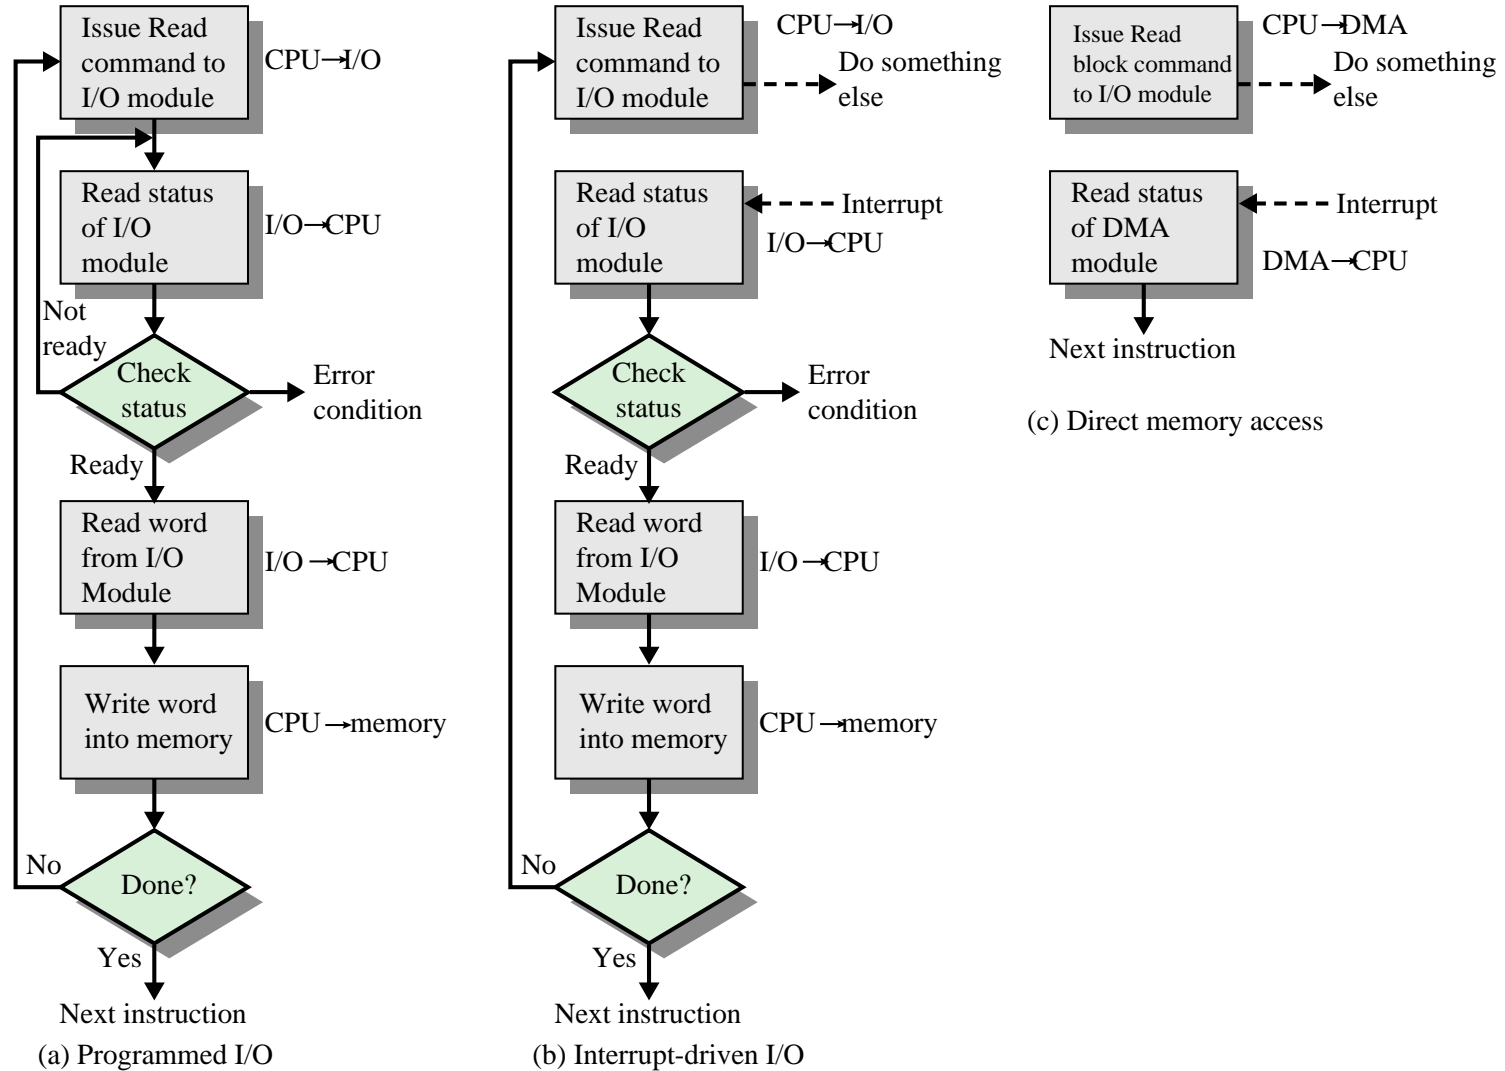 Issue Read
command to
I/O module
CPU→I/O
Read status
of I/O
module
I/O→CPU
Not
ready
Check
status
Error
condition
Ready
Read word
from I/O
Module
I/O→CPU
Write word
into memory
CPU→memory
No
Done?
Yes
Next instruction
(a) Programmed I/O
Issue Read
command to
I/O module
CPU→I/O
Do something
else
Read status
of I/O
module
Interrupt
I/O→CPU
Check
status
Error
condition
Ready
Read word
from I/O
Module
I/O→CPU
Write word
into memory
CPU→memory
No
Done?
Yes
Next instruction
(b) Interrupt-driven I/O
Issue Read
block command
to I/O module
CPU→DMA
Do something
else
Read status
of DMA
module
Interrupt
DMA→CPU
Next instruction
(c) Direct memory access